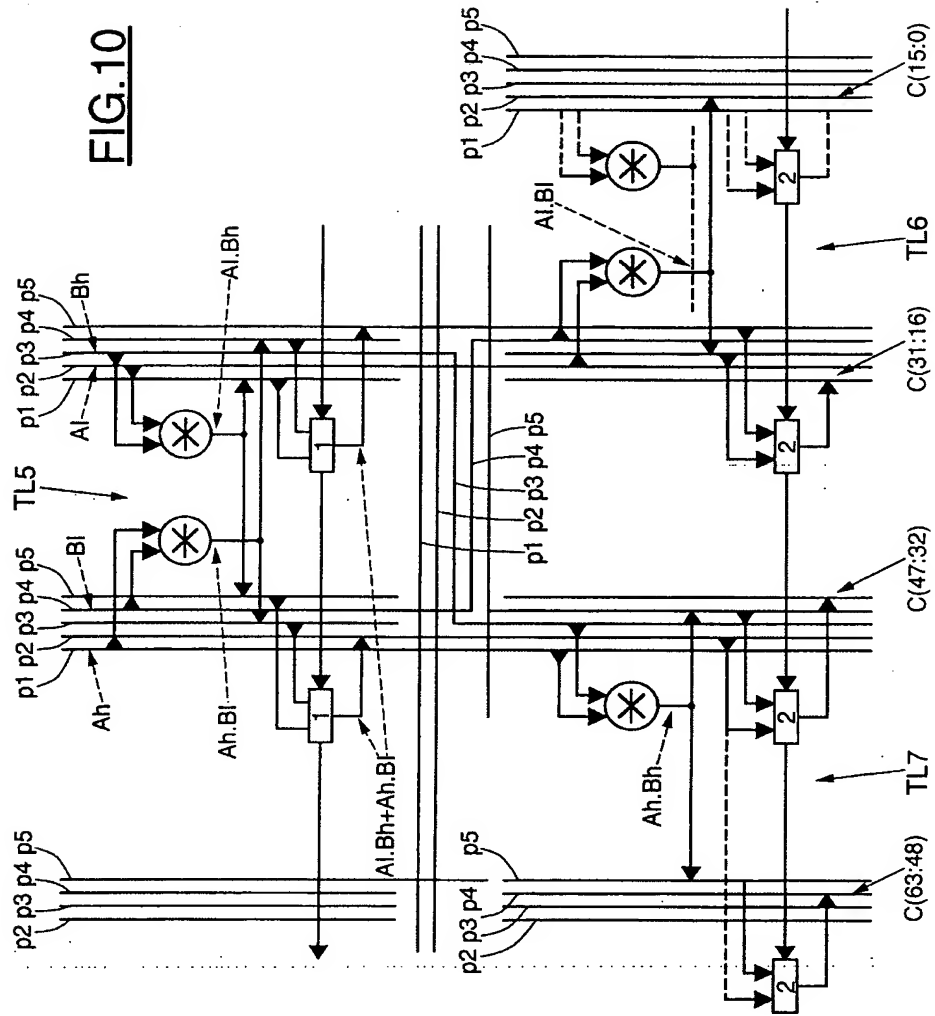 FIG.10
p2 p3 p4 p5
p1 p2 p3 p4 p5
p1 p2 p3 p4 p5
Ah
Bl
TL5
Al
Bh
Ah.Bl
Al.Bh
1
1
Al.Bh+Ah.Bl
p1 p2 p3 p4 p5
p2 p3 p4
p5
p1 p2 p3 p4 p5
Ah.Bh
Al.Bl
2
2
2
2
C(63:48)
TL7
C(47:32)
C(31:16)
TL6
C(15:0)